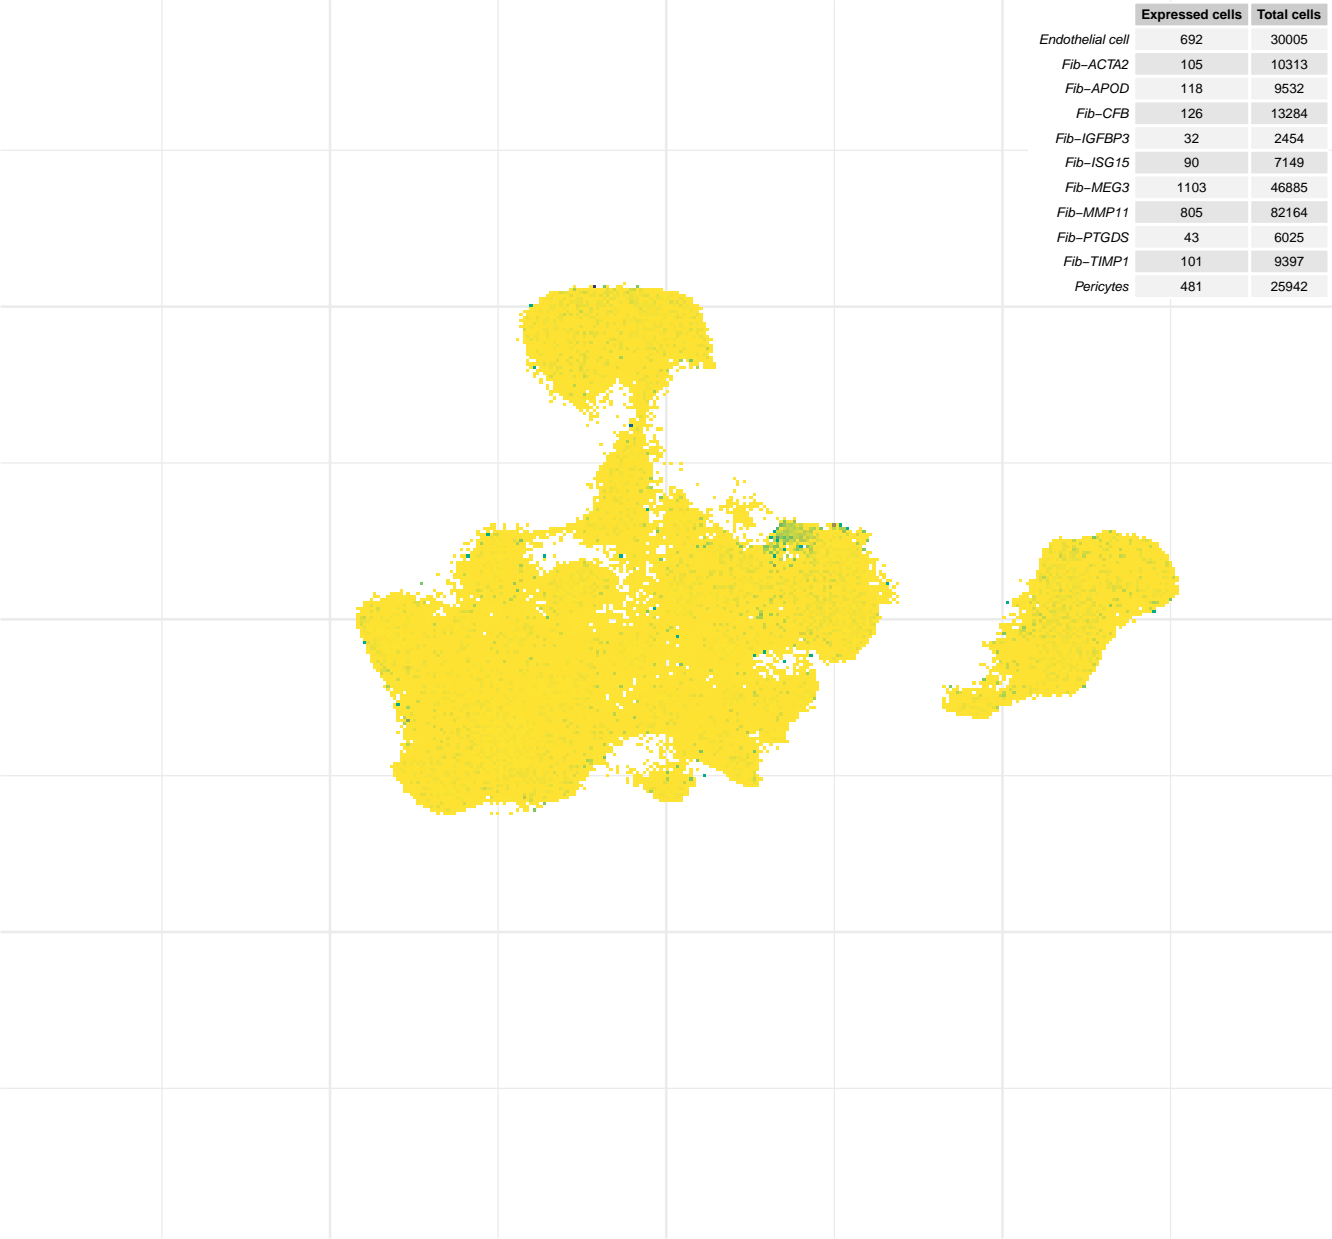 Expressed cells Total cells
Endothelial cell 692 30005
Fib−ACTA2 105 10313
Fib−APOD 118 9532
Fib−CFB 126 13284
Fib−IGFBP3 32 2454
Fib−ISG15 90 7149
Fib−MEG3 1103 46885
Fib−MMP11 805 82164
Fib−PTGDS 43 6025
Fib−TIMP1 101 9397
Pericytes 481 25942